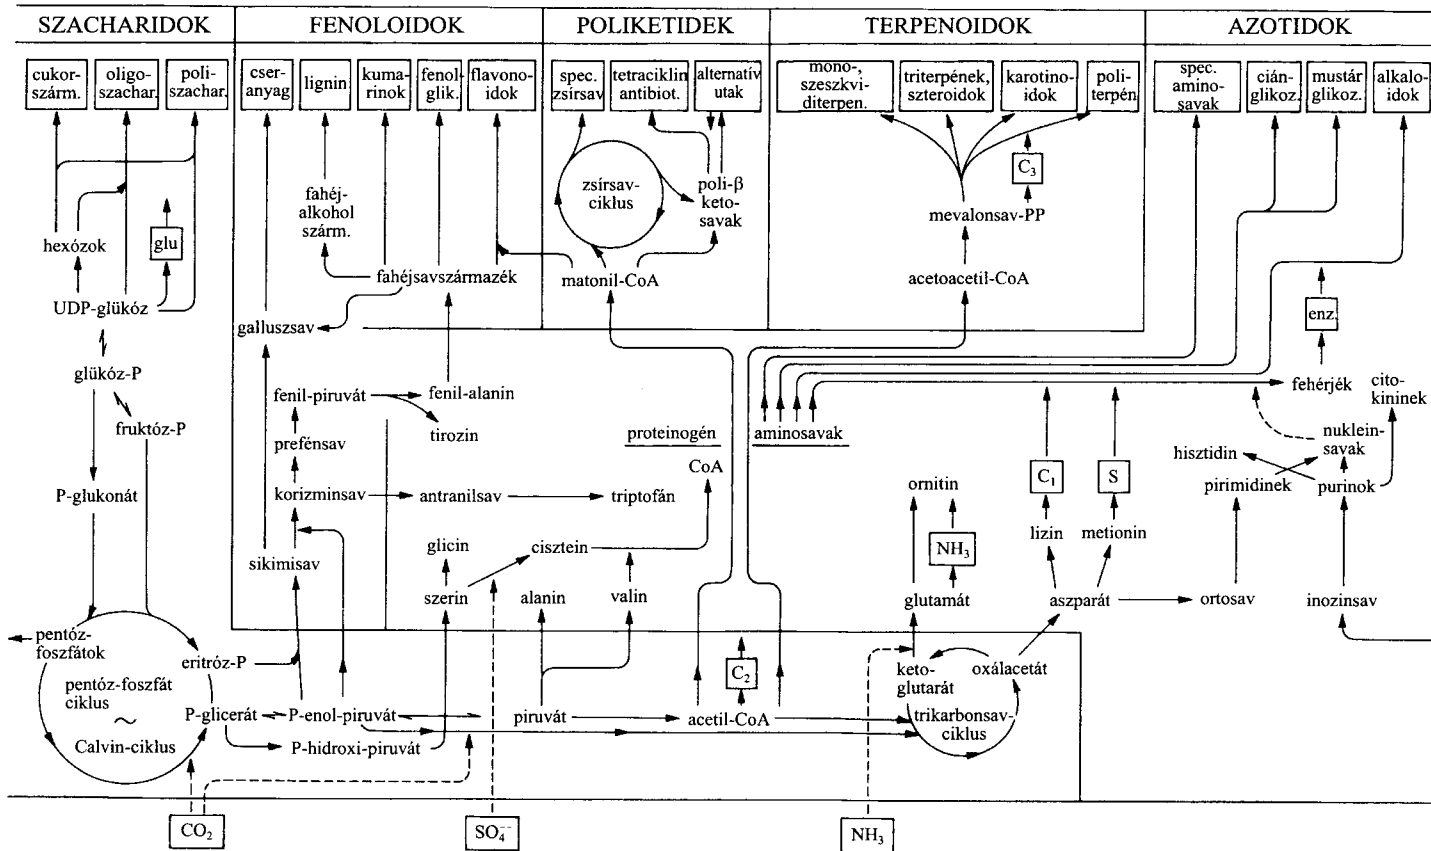 SZACHARIDOK
FENOLOIDOK
POLIKETIDEK
TERPENOIDOK
AZOTIDOK
cukor-
szárm.
oligo-
szachar.
poli-
szachar.
cser-
anyag
lignin
kuma-
rinok
fenol-
glik.
flavono-
idok
spec.
zsírsav
tetraciklin
antibiot.
alternatív
utak
mono-,
szeszkvi-
diterpen.
triterpének,
szteroidok
karotino-
idok
poli-
terpén
spec.
amino-
savak
cián-
glikoz.
mustár
glikoz.
alkalo-
idok
hexózok
glu
UDP-glükóz
glükóz-P
fruktóz-P
P-glukonát
pentóz-
foszfátok
pentóz-foszfát
ciklus
~
Calvin-ciklus
eritróz-P
P-glicerát
fahéj-
alkohol
szárm.
fahéjsavszármazék
galluszsav
fenil-piruvát
fenil-alanin
tirozin
prefénsav
korizminsav
antranilsav
triptofán
sikimisav
glicin
szerin
cisztein
CoA
proteinogén
aminosavak
alanin
valin
P-enol-piruvát
P-hidroxi-piruvát
piruvát
acetil-CoA
C2
zsírsav-
ciklus
poli-β
keto-
savak
matonil-CoA
mevalonsav-PP
C3
acetoacetil-CoA
enz.
fehérjék
cito-
kininek
nuklein-
savak
hisztidin
pirimidinek
purinok
ornitin
NH3
glutamát
C1
S
lizin
metionin
aszparát
ortosav
inozinsav
keto-
glutarát
oxálacetát
trikarbonsav-
ciklus
CO2
SO4--
NH3